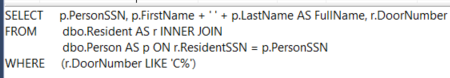 SELECT p.PersonSSN, p.FirstName + ' ' + p.LastName AS FullName, r.DoorNumber
FROM dbo.Resident AS r INNER JOIN
dbo.Person AS p ON r.ResidentSSN = p.PersonSSN
WHERE (r.DoorNumber LIKE 'C%')